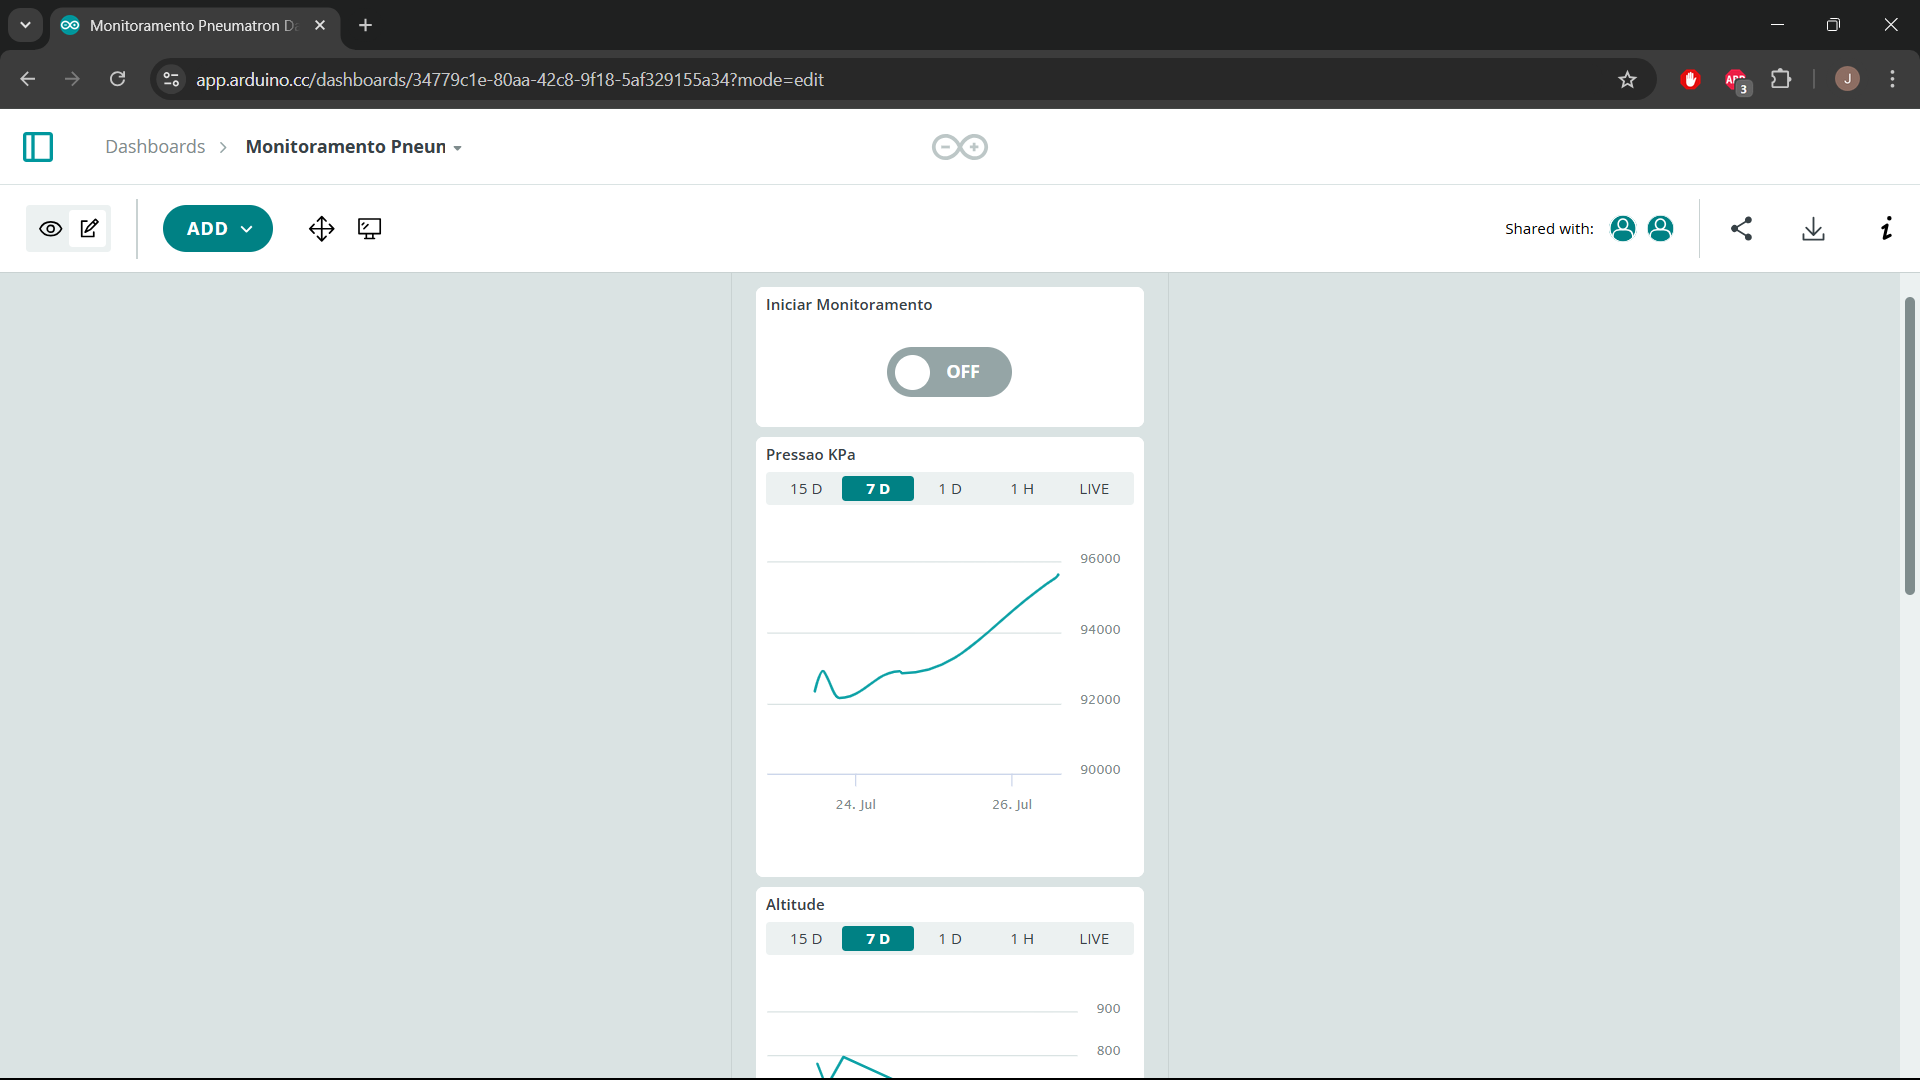 Monitoramento Pneumatron D
app.arduino.cc/dashboards/34779c1e-80aa-42c8-9f18-5af329155a34?mode=edit
ABP
3
J
Dashboards > Monitoramento Pneun
ADD
Shared with:
i
Iniciar Monitoramento
OFF
Pressao KPa
15 D 7 D 1 D 1 H LIVE
96000
94000
92000
90000
24. Jul 26. Jul
Altitude
15 D 7 D 1 D 1 H LIVE
900
800